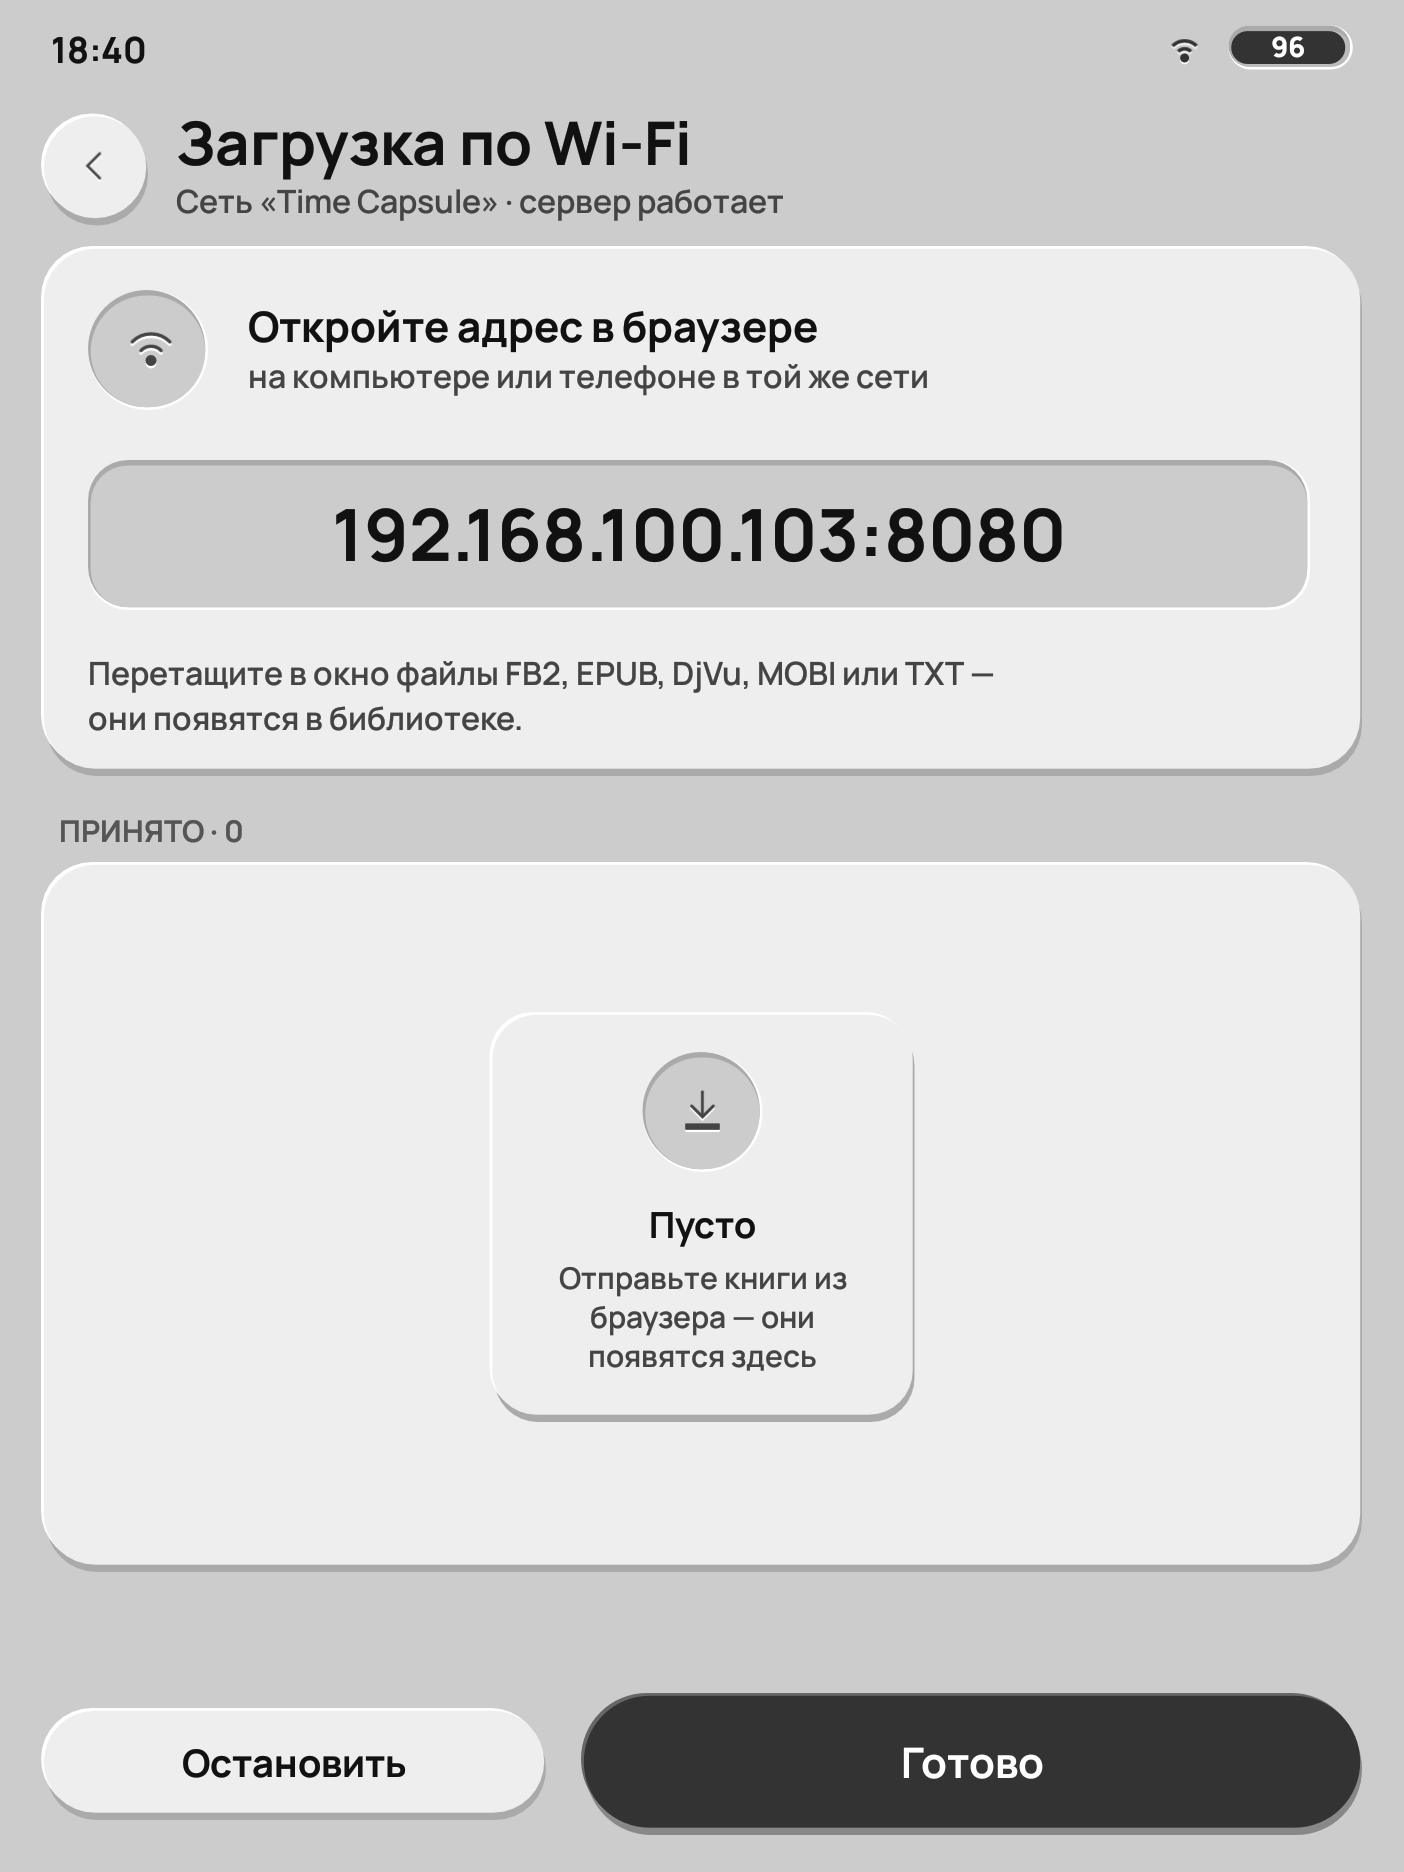 18:40
96
Загрузка по Wi-Fi
Сеть «Time Capsule» · сервер работает
Откройте адрес в браузере
на компьютере или телефоне в той же сети
192.168.100.103:8080
Перетащите в окно файлы FB2, EPUB, DjVu, MOBI или TXT —
они появятся в библиотеке.
ПРИНЯТО · 0
Пусто
Отправьте книги из
браузера — они
появятся здесь
Остановить
Готово